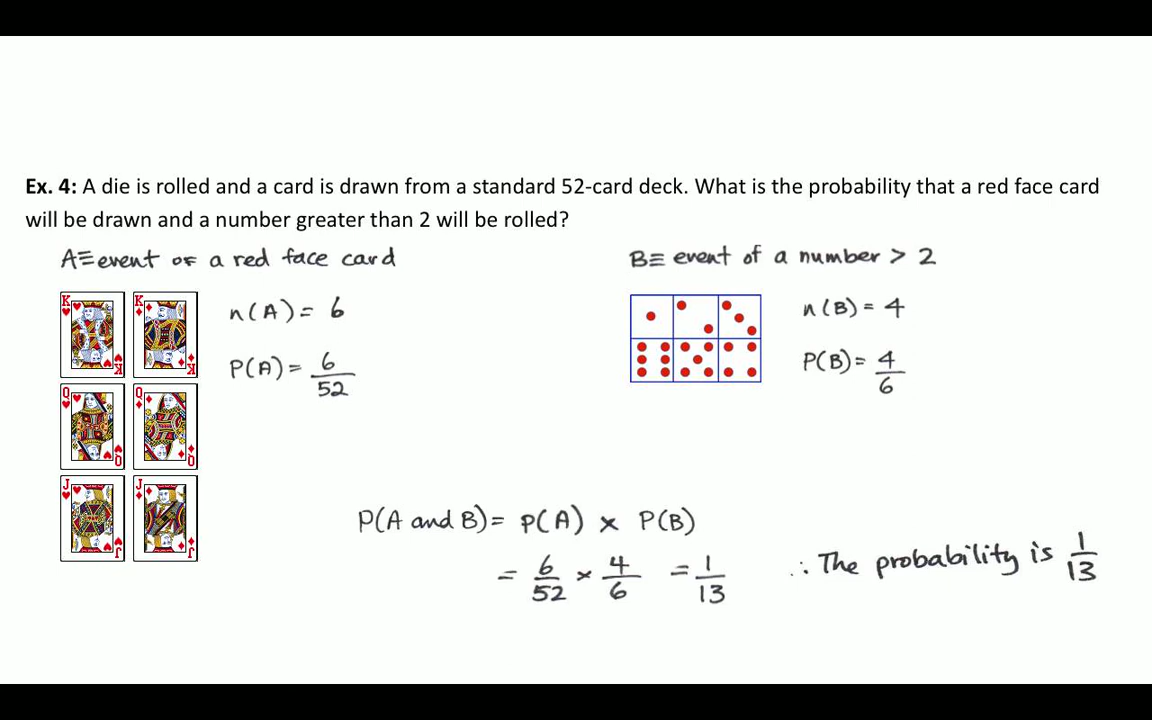 Ex. 4: A die is rolled and a card is drawn from a standard 52-card deck. What is the probability that a red face card
will be drawn and a number greater than 2 will be rolled?
A≡event of a red face card
B≡ event of a number > 2
K K
n(A) = 6
n(B) = 4
P(A) = 6/52
P(B) = 4/6
K K
Q Q
Q Q
J J
J J
P(A and B) = P(A) × P(B)
= 6/52 × 4/6 = 1/13
∴ The probability is 1/13